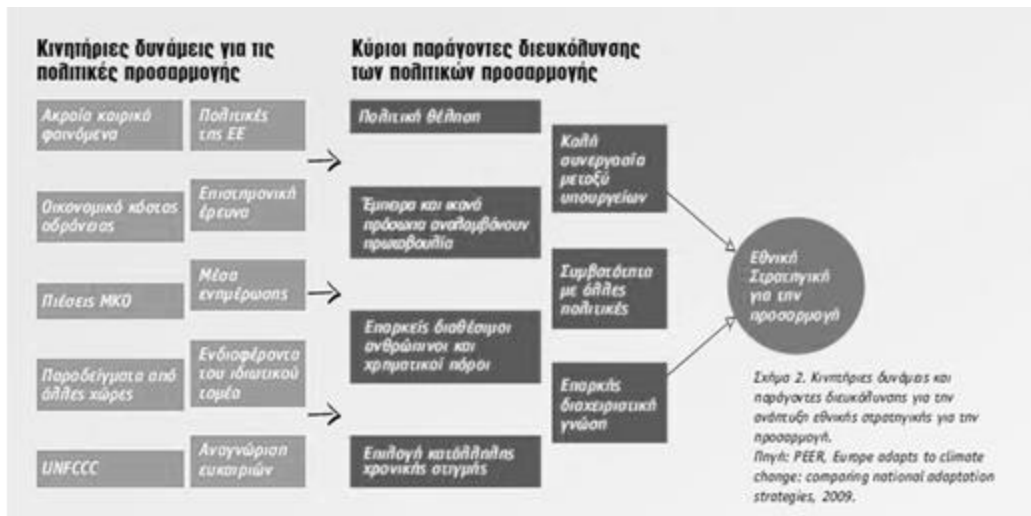 Κινητήριες δυνάμεις για τις
πολιτικές προσαρμογής
Ακραία καιρικά
φαινόμενα
Πολιτικές
της ΕΕ
Οικονομικό κόστος
αδράνειας
Επιστημονική
έρευνα
Πιέσεις ΜΚΟ
Μέσα
ενημέρωσης
Παραδείγματα από
άλλες χώρες
Ενδιαφέροντα
του ιδιωτικού
τομέα
UNFCCC
Αναγνώριση
ευκαιριών
Κύριοι παράγοντες διευκόλυνσης
των πολιτικών προσαρμογής
Πολιτική θέληση
Έμπειρα και ικανά
πρόσωπα αναλαμβάνουν
πρωτοβουλία
Επαρκείς διαθέσιμοι
ανθρώπινοι και
χρηματικοί πόροι
Επιλογή κατάλληλης
χρονικής στιγμής
Καλή
συνεργασία
μεταξύ
υπουργείων
Συμβατότητα
με άλλες
πολιτικές
Επαρκής
διαχειριστική
γνώση
Εθνική
Στρατηγική
για την
προσαρμογή
Σχήμα 2. Κινητήριες δυνάμεις και
παράγοντες διευκόλυνσης για την
ανάπτυξη εθνικής στρατηγικής για την
προσαρμογή.
Πηγή: PEER, Europe adapts to climate
change: comparing national adaptation
strategies, 2009.